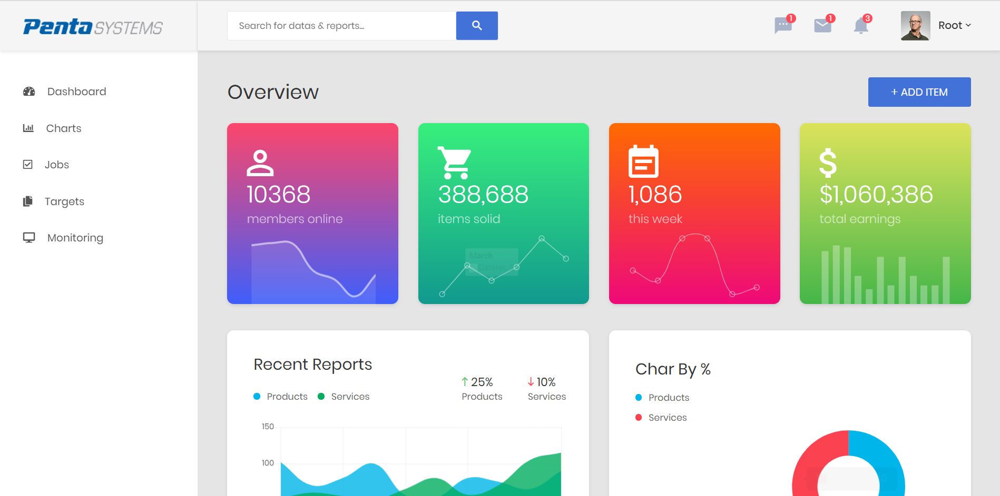 Penta SYSTEMS
Search for datas & reports...
1
1
3
Root
Dashboard
Charts
Jobs
Targets
Monitoring
Overview
+ ADD ITEM
10368
members online
388,688
items solid
March
Dataset:
1,086
this week
$1,060,386
total earnings
Recent Reports
Products
Services
25%
Products
10%
Services
150
100
Char By %
Products
Services